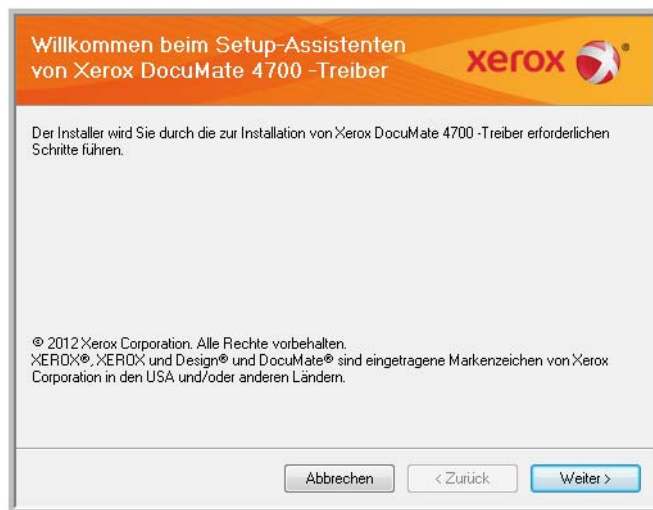 Willkommen beim Setup-Assistenten
von Xerox DocuMate 4700 -Treiber
xerox ®
Der Installer wird Sie durch die zur Installation von Xerox DocuMate 4700 -Treiber erforderlichen
Schritte führen.
© 2012 Xerox Corporation. Alle Rechte vorbehalten.
XEROX®, XEROX und Design® und DocuMate® sind eingetragene Markenzeichen von Xerox
Corporation in den USA und/oder anderen Ländern.
Abbrechen < Zurück Weiter >